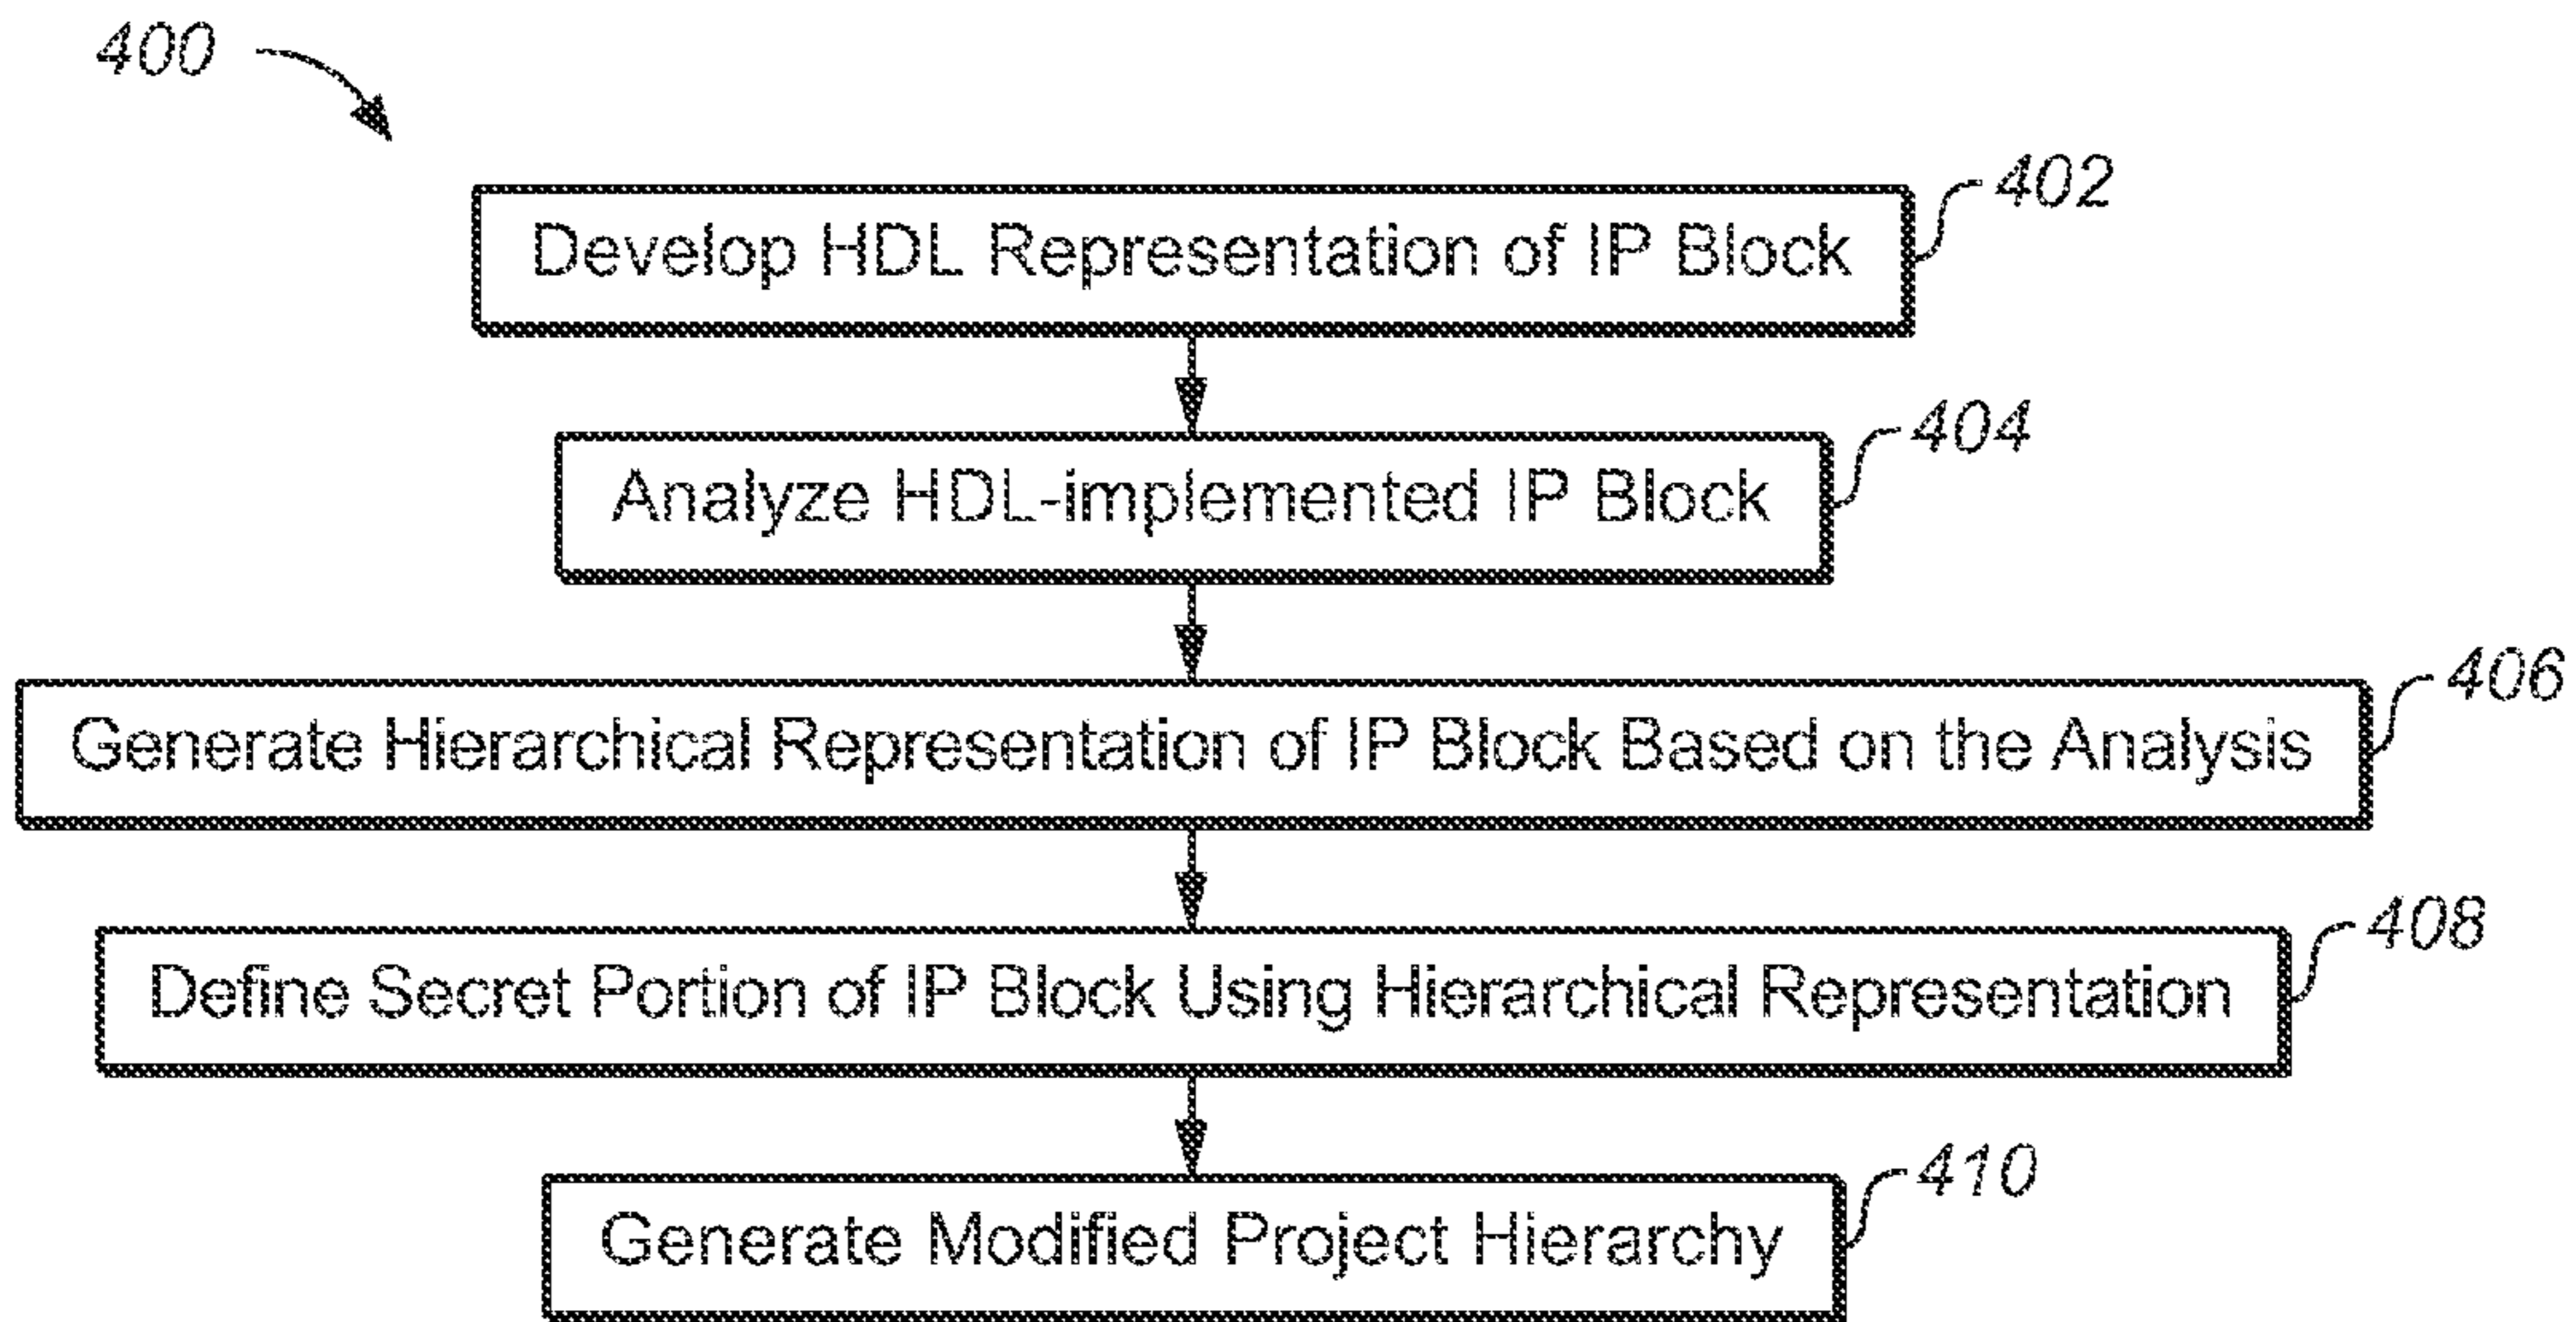 400
402
Develop HDL Representation of IP Block
404
Analyze HDL-implemented IP Block
406
Generate Hierarchical Representation of IP Block Based on the Analysis
408
Define Secret Portion of IP Block Using Hierarchical Representation
410
Generate Modified Project Hierarchy